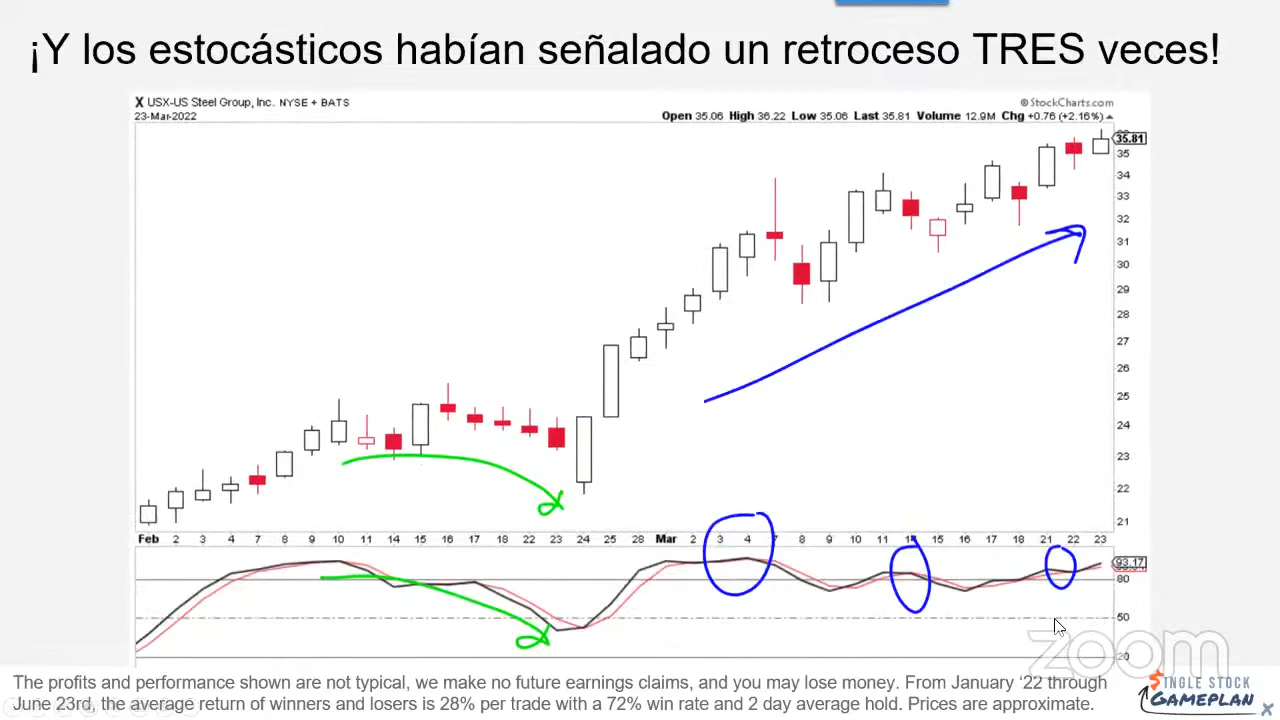 ¡Y los estocásticos habían señalado un retroceso TRES veces!
X USX-US Steel Group, Inc. NYSE + BATS
© StockCharts.com
23-Mar-2022
Open 35.06 High 36.22 Low 35.06 Last 35.81 Volume 12.9M Chg +0.76 (+2.16%)
35.81
35
34
33
32
31
30
29
28
27
26
25
24
23
22
21
Feb 2 3 4 7 8 9 10 11 14 15 16 17 18 22 23 24 25 28 Mar 2 3 4 7 8 9 10 11 14 15 16 17 18 21 22 23
93.17
80
50
20
zoom
The profits and performance shown are not typical, we make no future earnings claims, and you may lose money. From January ‘22 through
June 23rd, the average return of winners and losers is 28% per trade with a 72% win rate and 2 day average hold. Prices are approximate.
SINGLE STOCK
GAMEPLAN